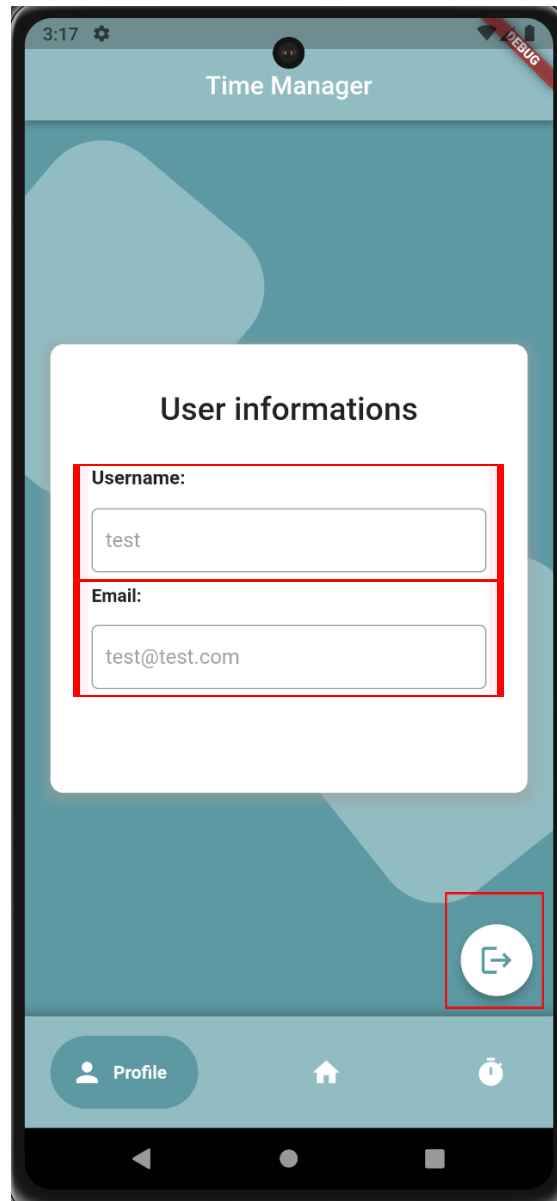 3:17
DEBUG
Time Manager
User informations
Username:
test
Email:
test@test.com
Profile